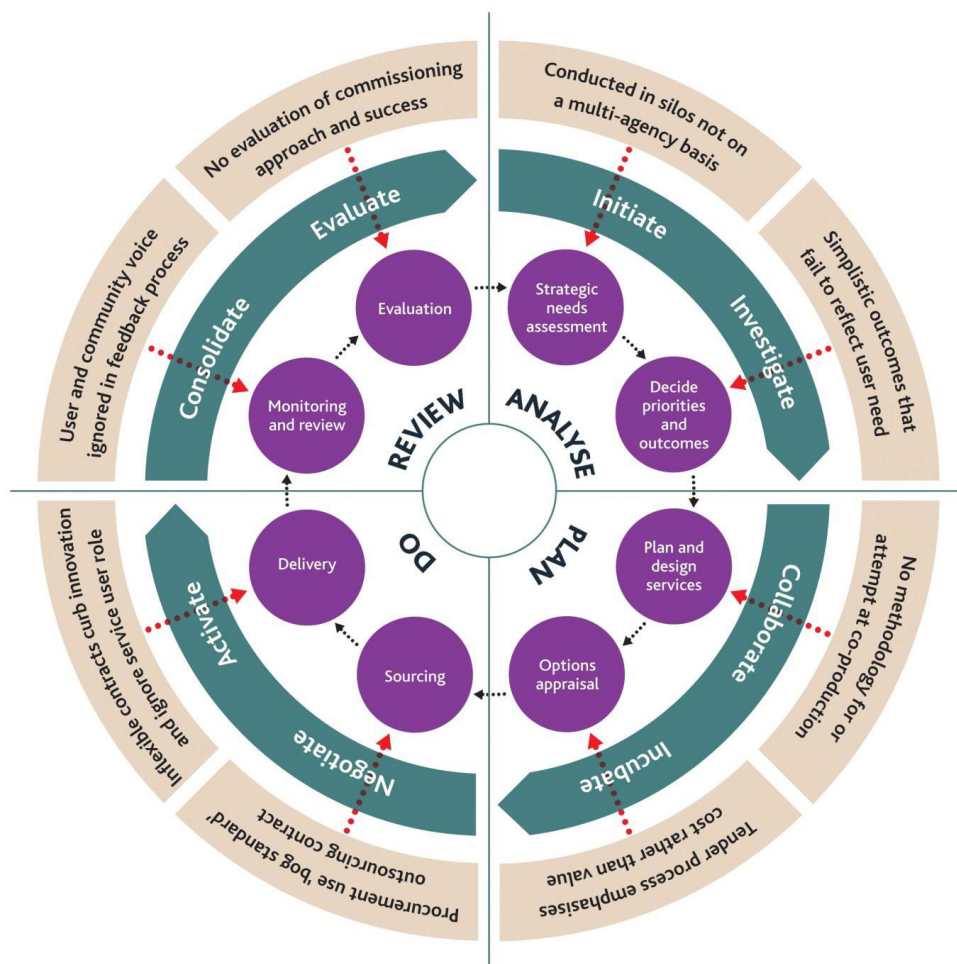 No evaluation of commissioning
approach and success
Conducted in silos not on
a multi-agency basis
User and community voice
ignored in feedback process
Simplistic outcomes that
fail to reflect user need
Evaluate
Initiate
Consolidate
Investigate
Evaluation
Strategic
needs
assessment
Monitoring
and review
Decide
priorities
and
outcomes
REVIEW
ANALYSE
DO
PLAN
Delivery
Plan and
design
services
Sourcing
Options
appraisal
Activate
Collaborate
Negotiate
Incubate
Inflexible contracts curb innovation
and ignore service user role
No methodology for or
attempt at co-production
Procurement use 'bog standard'
outsourcing contract
Tender process emphasises
cost rather than value